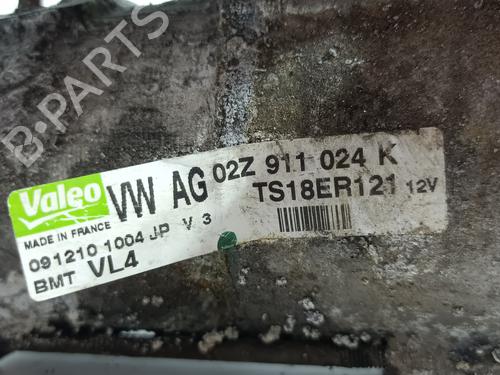 B-PARTS
Valeo VW AG 02Z 911 024 K
MADE IN FRANCE TS18ER121 12V
091210 1004 JP V 3
BMT VL4